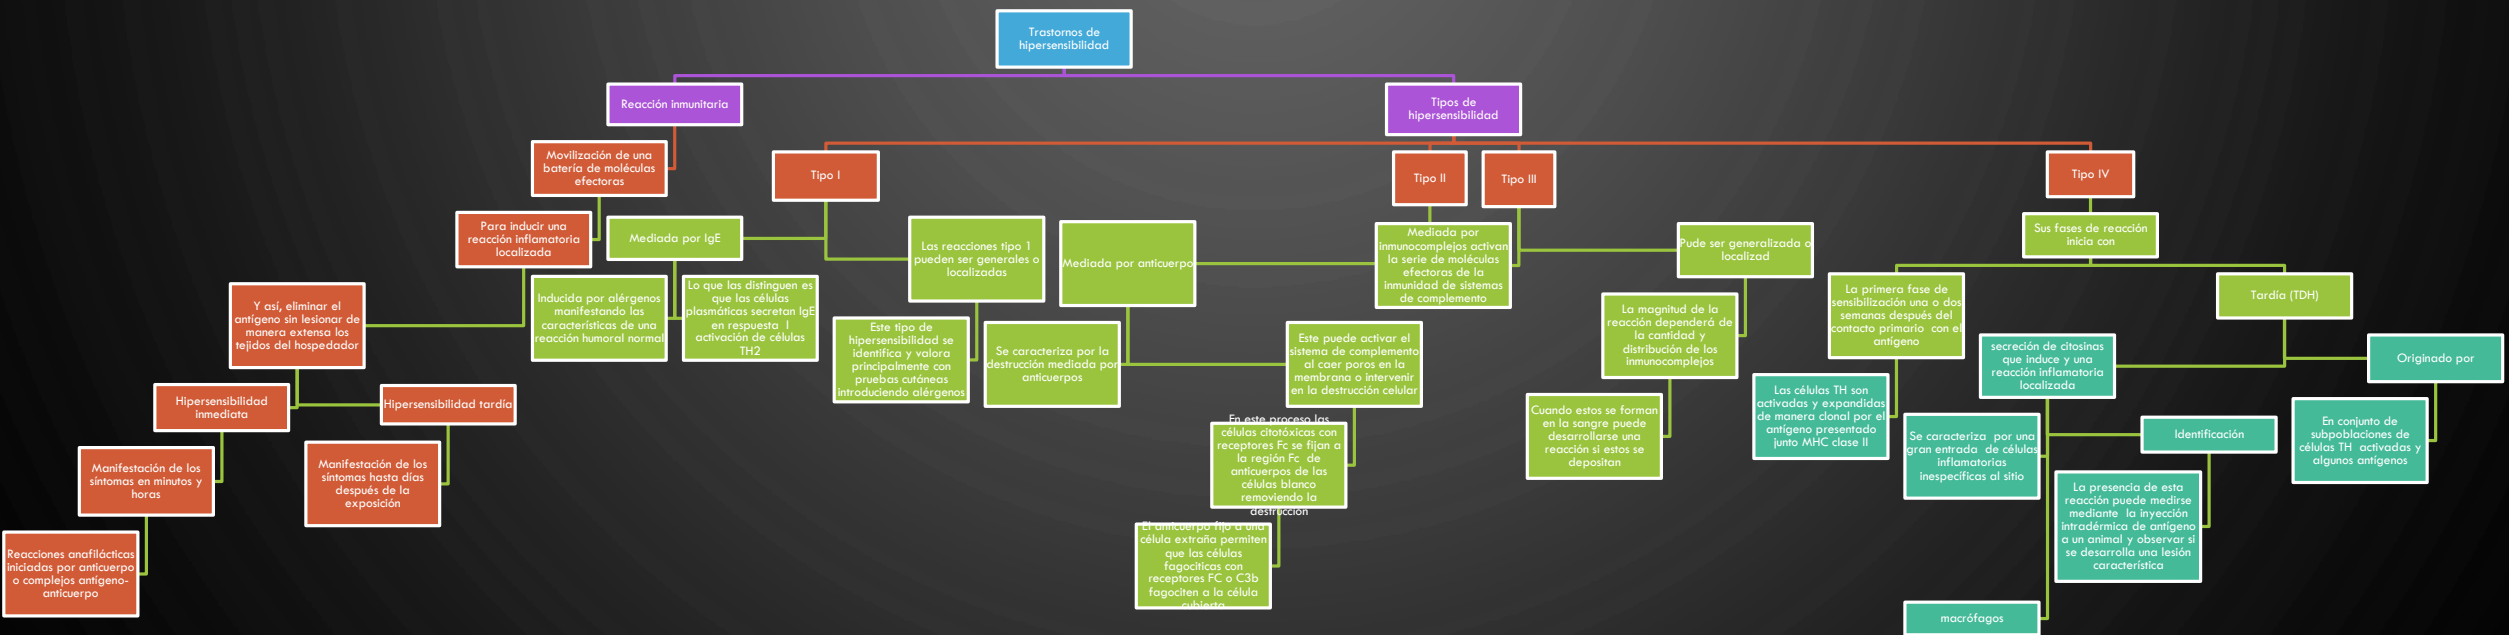 Trastornos de
hipersensibilidad
Reacción inmunitaria
Movilización de una
batería de moléculas
efectoras
Para inducir una
reacción inflamatoria
localizada
Y así, eliminar el
antígeno sin lesionar de
manera extensa los
tejidos del hospedador
Hipersensibilidad
inmediata
Manifestación de los
síntomas en minutos y
horas
Reacciones anafilácticas
iniciadas por anticuerpo
o complejos antígeno-
anticuerpo
Hipersensibilidad tardía
Manifestación de los
síntomas hasta días
después de la
exposición
Tipos de
hipersensibilidad
Tipo I
Mediada por IgE
Inducida por alérgenos
manifestando las
características de una
reacción humoral normal
Lo que las distinguen es
que las células
plasmáticas secretan IgE
en respuesta l
activación de células
TH2
Las reacciones tipo 1
pueden ser generales o
localizadas
Este tipo de
hipersensibilidad se
identifica y valora
principalmente con
pruebas cutáneas
introduciendo alérgenos
Tipo II
Mediada por anticuerpo
Se caracteriza por la
destrucción mediada por
anticuerpos
Este puede activar el
sistema de complemento
al caer poros en la
membrana o intervenir
en la destrucción celular
En este proceso las
células citotóxicas con
receptores Fc se fijan a
la región Fc de
anticuerpos de las
células blanco
removiendo la
destrucción
El anticuerpo fijo a una
célula extraña permiten
que las células
fagocíticas con
receptores FC o C3b
fagociten a la célula
cubierta
Tipo III
Mediada por
inmunocomplejos activan
la serie de moléculas
efectoras de la
inmunidad de sistemas
de complemento
Pude ser generalizada o
localizad
La magnitud de la
reacción dependerá de
la cantidad y
distribución de los
inmunocomplejos
Cuando estos se forman
en la sangre puede
desarrollarse una
reacción si estos se
depositan
Tipo IV
Sus fases de reacción
inicia con
La primera fase de
sensibilización una o dos
semanas después del
contacto primario con el
antígeno
Las células TH son
activadas y expandidas
de manera clonal por el
antígeno presentado
junto MHC clase II
Tardía (TDH)
secreción de citosinas
que induce y una
reacción inflamatoria
localizada
Se caracteriza por una
gran entrada de células
inflamatorias
inespecíficas al sitio
Identificación
La presencia de esta
reacción puede medirse
mediante la inyección
intradérmica de antígeno
a un animal y observar si
se desarrolla una lesión
característica
macrófagos
Originado por
En conjunto de
subpoblaciones de
células TH activadas y
algunos antígenos